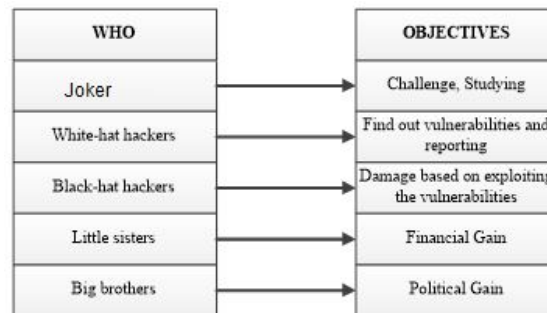 WHO
OBJECTIVES
Joker
Challenge, Studying
White-hat hackers
Find out vulnerabilities and
reporting
Black-hat hackers
Damage based on exploiting
the vulnerabilities
Little sisters
Financial Gain
Big brothers
Political Gain